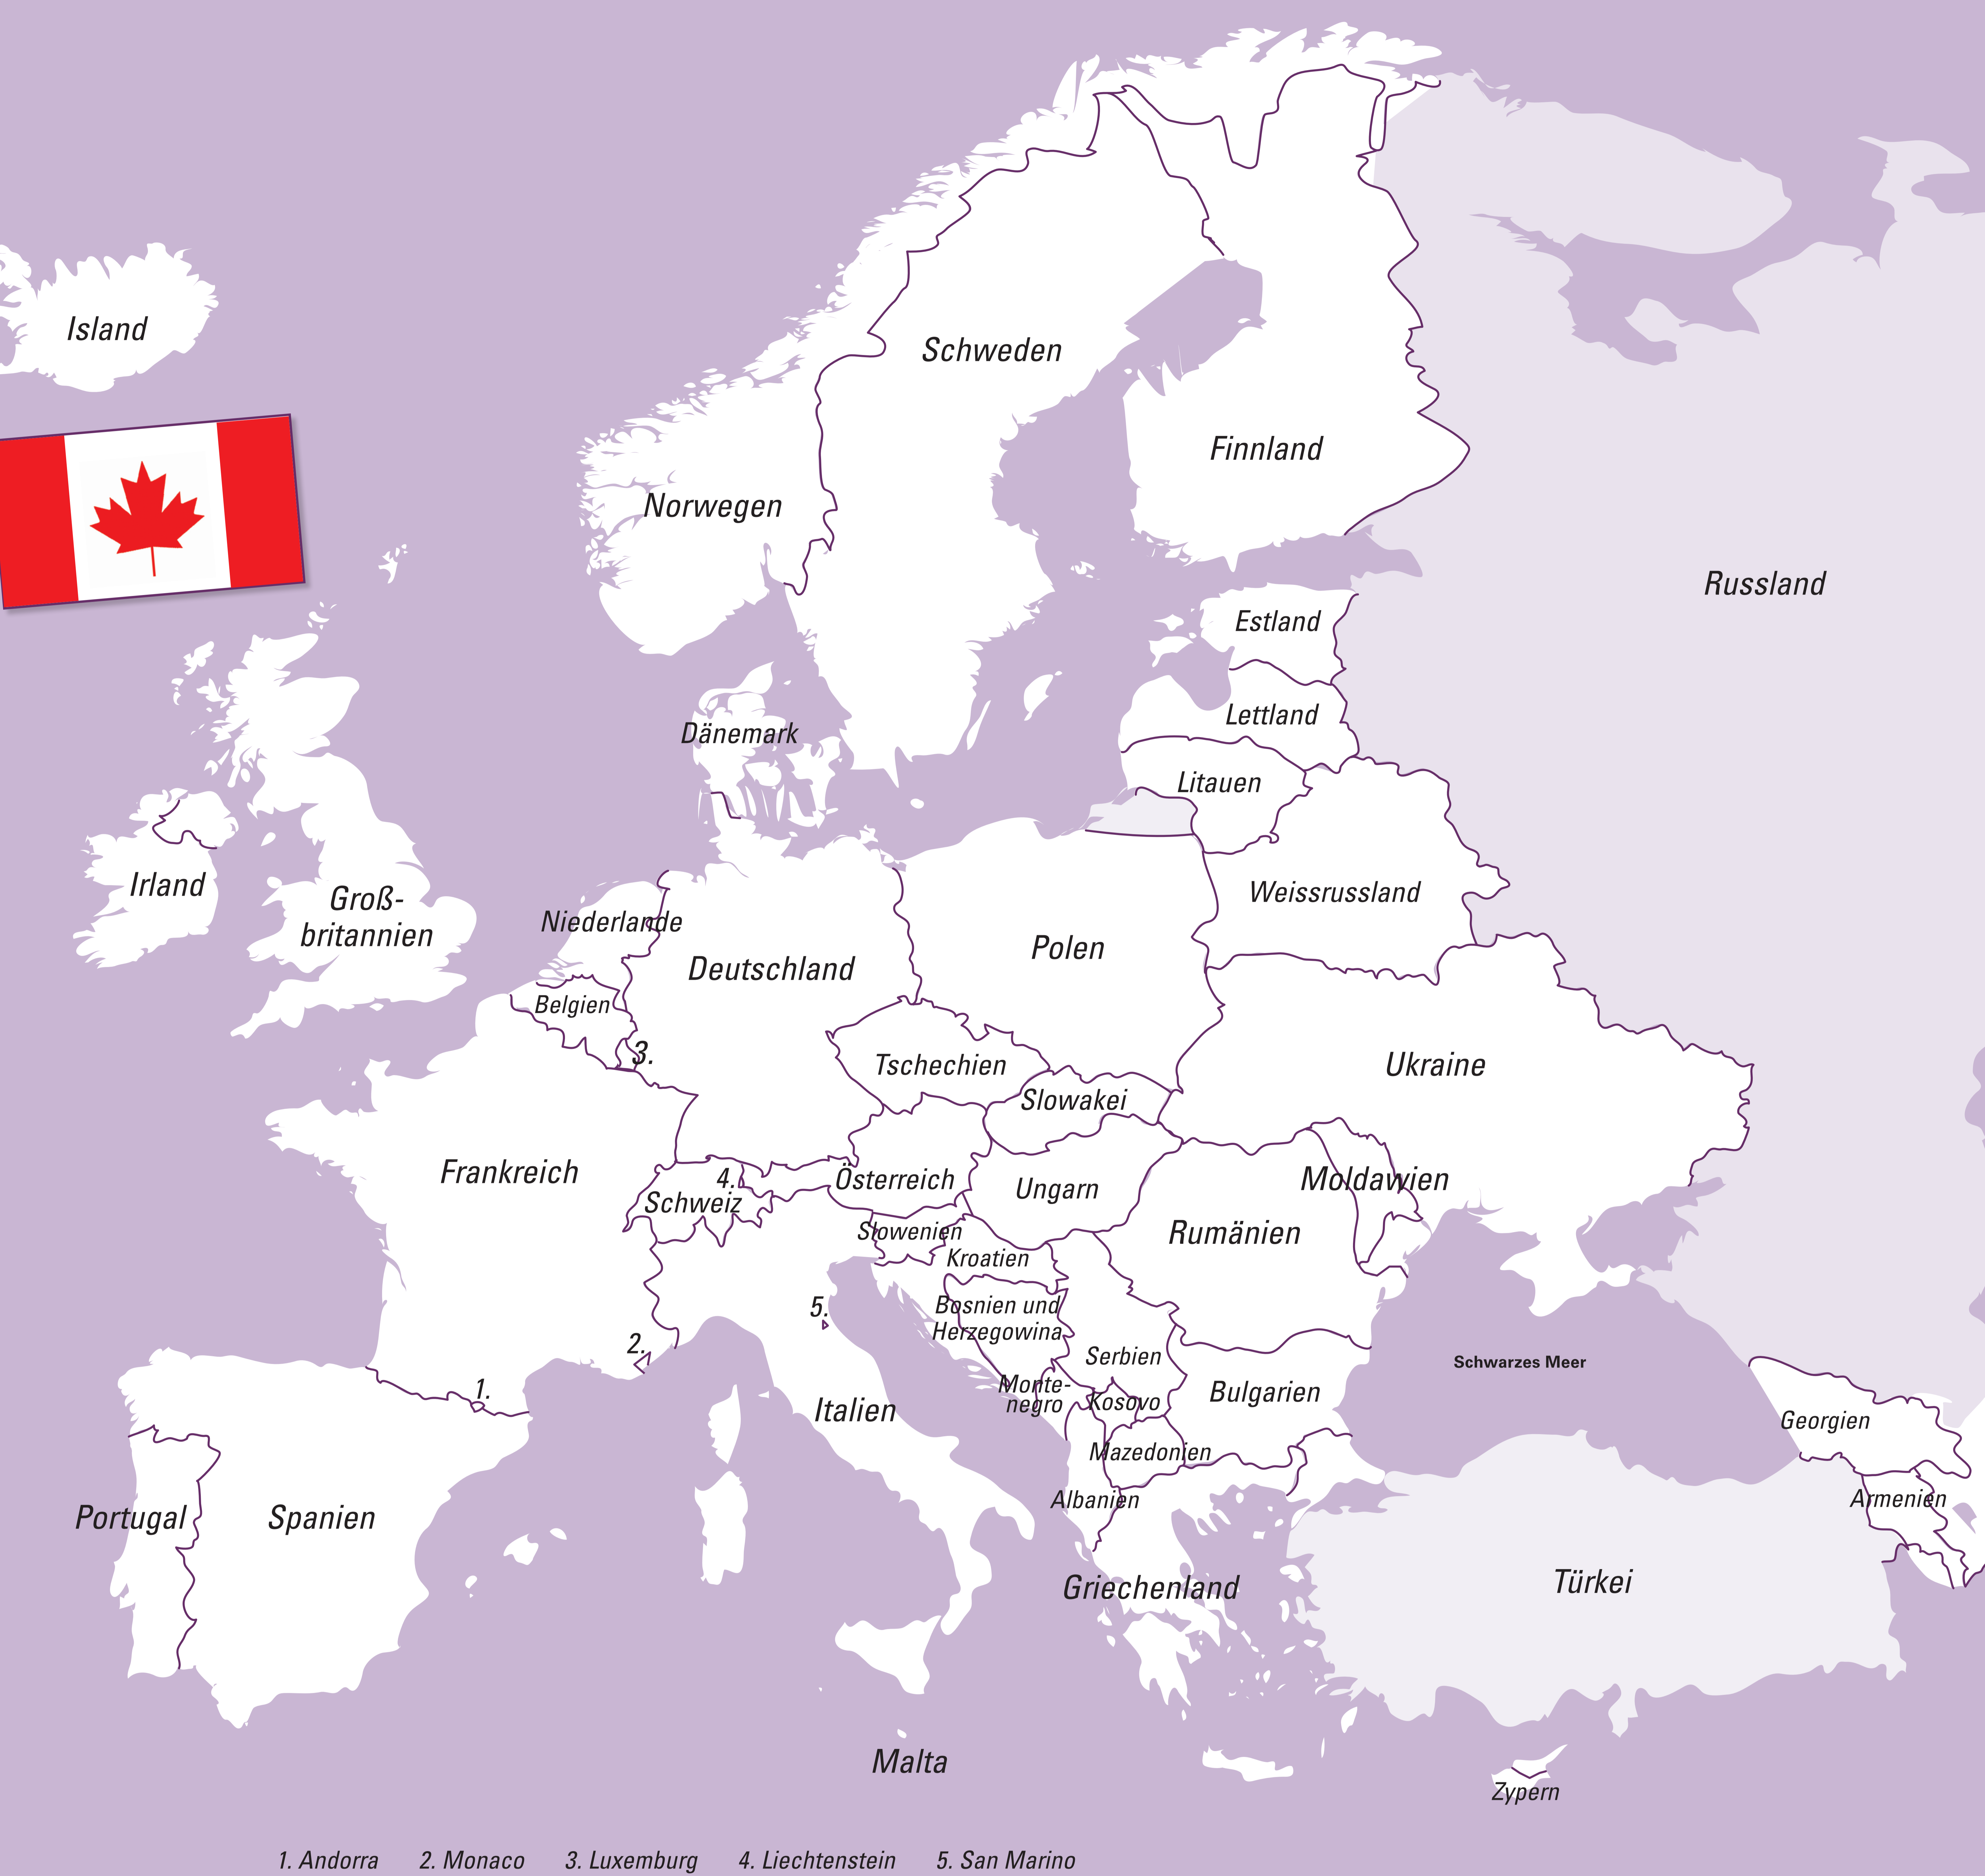 Island
Schweden
Finnland
Norwegen
Russland
Estland
Lettland
Dänemark
Litauen
Irland
Groß-
britannien
Weissrussland
Niederlande
Polen
Deutschland
Belgien
3.
Tschechien
Ukraine
Slowakei
Frankreich
4.
Schweiz
Österreich
Ungarn
Moldawien
Slowenien
Rumänien
Kroatien
5.
Bosnien und
Herzegowina
2.
Serbien
Schwarzes Meer
1.
Monte-
negro
Kosovo
Bulgarien
Italien
Georgien
Mazedonien
Albanien
Armenien
Portugal
Spanien
Griechenland
Türkei
Malta
Zypern
1. Andorra 2. Monaco 3. Luxemburg 4. Liechtenstein 5. San Marino